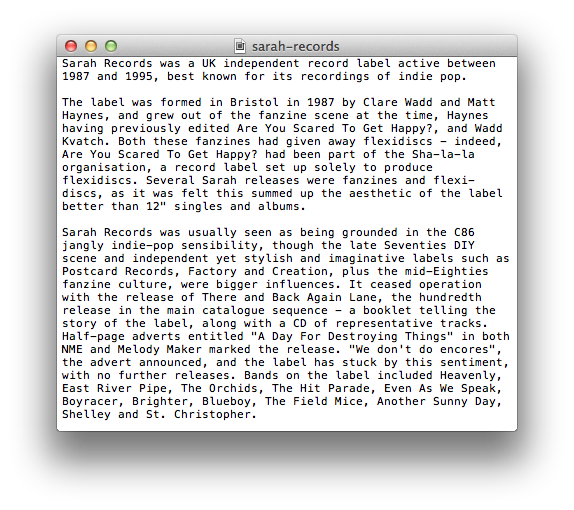 sarah-records
Sarah Records was a UK independent record label active between
1987 and 1995, best known for its recordings of indie pop.
The label was formed in Bristol in 1987 by Clare Wadd and Matt
Haynes, and grew out of the fanzine scene at the time, Haynes
having previously edited Are You Scared To Get Happy?, and Wadd
Kvatch. Both these fanzines had given away flexidiscs - indeed,
Are You Scared To Get Happy? had been part of the Sha-la-la
organisation, a record label set up solely to produce
flexidiscs. Several Sarah releases were fanzines and flexi-
discs, as it was felt this summed up the aesthetic of the label
better than 12" singles and albums.
Sarah Records was usually seen as being grounded in the C86
jangly indie-pop sensibility, though the late Seventies DIY
scene and independent yet stylish and imaginative labels such as
Postcard Records, Factory and Creation, plus the mid-Eighties
fanzine culture, were bigger influences. It ceased operation
with the release of There and Back Again Lane, the hundredth
release in the main catalogue sequence - a booklet telling the
story of the label, along with a CD of representative tracks.
Half-page adverts entitled "A Day For Destroying Things" in both
NME and Melody Maker marked the release. "We don't do encores",
the advert announced, and the label has stuck by this sentiment,
with no further releases. Bands on the label included Heavenly,
East River Pipe, The Orchids, The Hit Parade, Even As We Speak,
Boyracer, Brighter, Blueboy, The Field Mice, Another Sunny Day,
Shelley and St. Christopher.